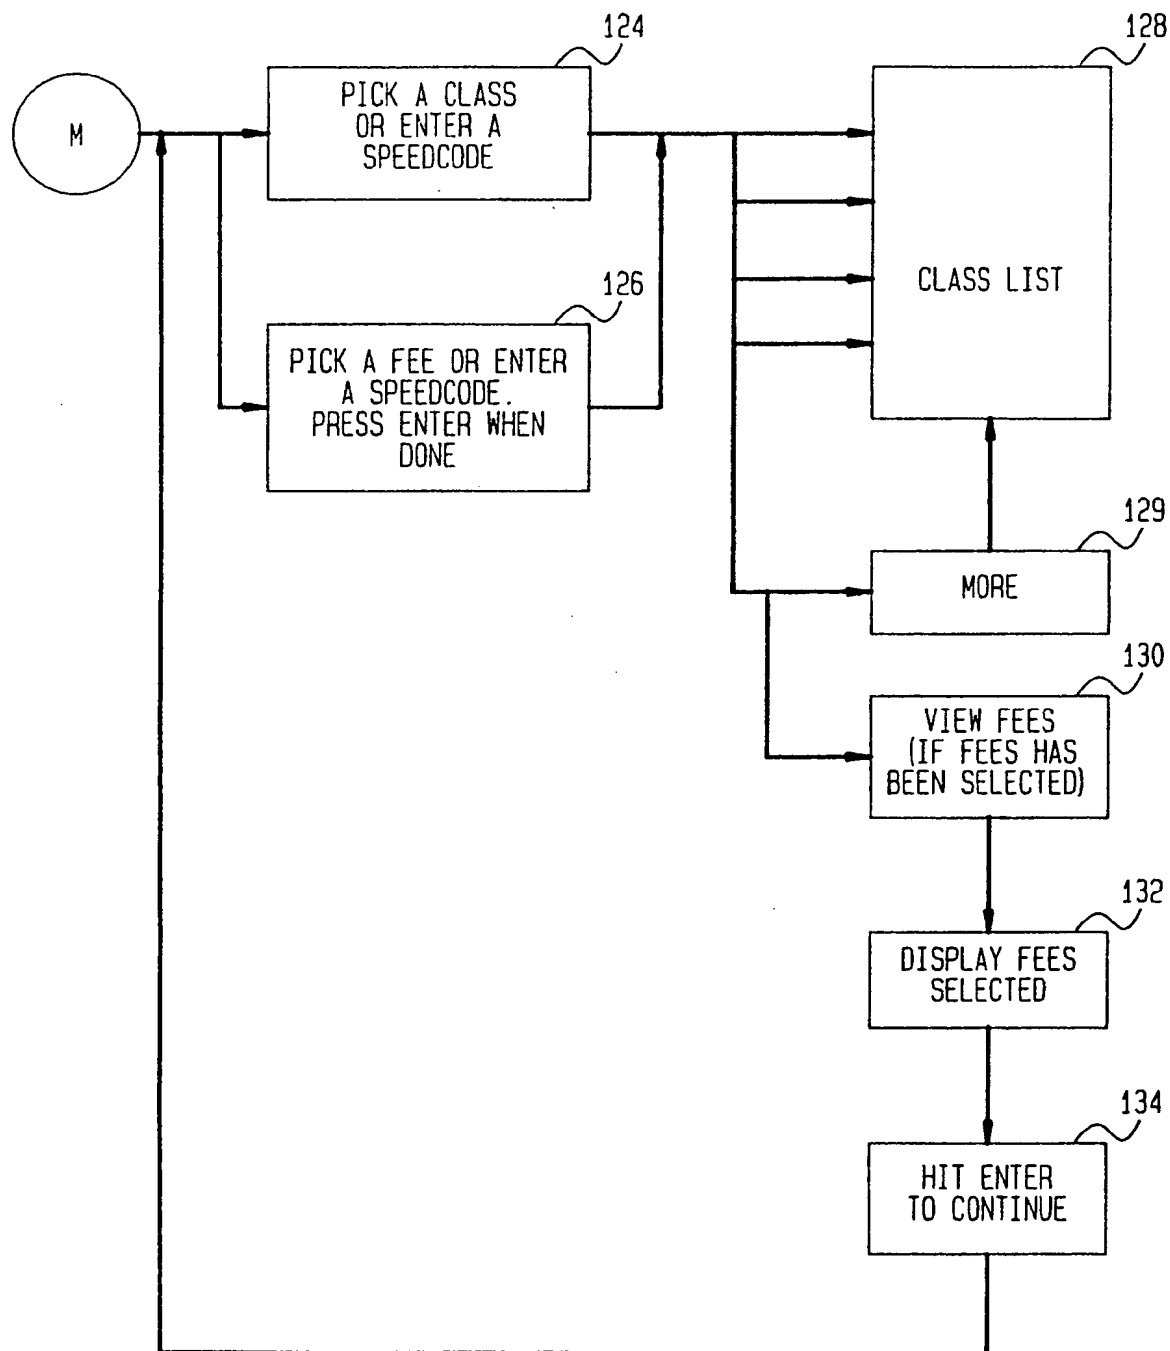 124
M
PICK A CLASS
OR ENTER A
SPEEDCODE
126
PICK A FEE OR ENTER
A SPEEDCODE.
PRESS ENTER WHEN
DONE
128
CLASS LIST
129
MORE
130
VIEW FEES
(IF FEES HAS
BEEN SELECTED)
132
DISPLAY FEES
SELECTED
134
HIT ENTER
TO CONTINUE